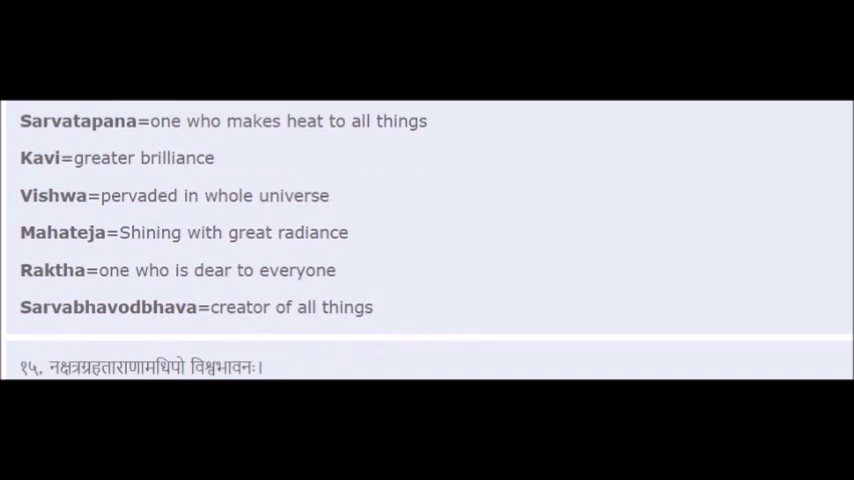 Sarvatapana=one who makes heat to all things
Kavi=greater brilliance
Vishwa=pervaded in whole universe
Mahateja=Shining with great radiance
Raktha=one who is dear to everyone
Sarvabhavodbhava=creator of all things
१५. नक्षत्रग्रहताराणामधिपो विश्वभावनः।